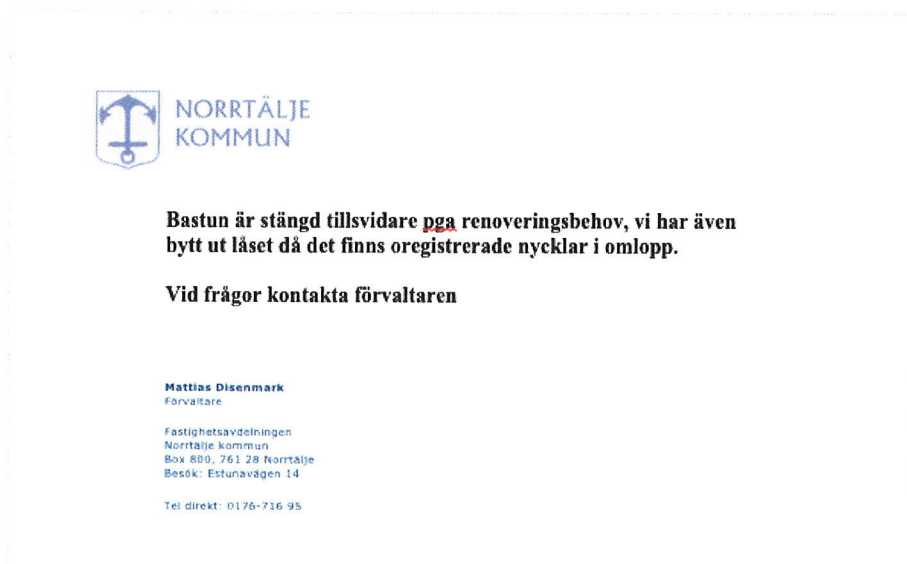 NORRTÄLJE
KOMMUN
Bastun är stängd tillsvidare pga renoveringsbehov, vi har även
bytt ut låset då det finns oregistrerade nycklar i omlopp.
Vid frågor kontakta förvaltaren
Mattias Disenmark
Förvaltare
Fastighetsavdelningen
Norrtälje kommun
Box 800, 761 28 Norrtälje
Besök: Estunavägen 14
Tel direkt: 0176-716 95